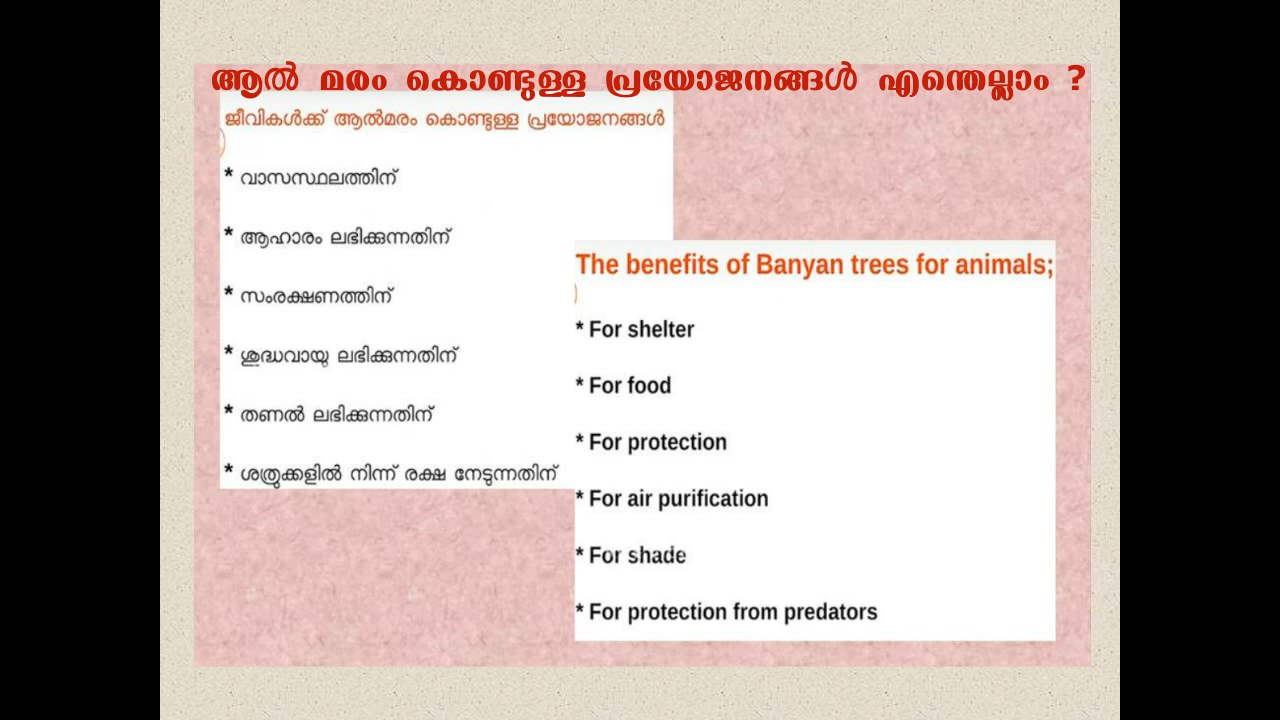 ആൽ മരം കൊണ്ടുള്ള പ്രയോജനങ്ങൾ എന്തെല്ലാം ?
ജീവികൾക്ക് ആൽമരം കൊണ്ടുള്ള പ്രയോജനങ്ങൾ
* വാസസ്ഥലത്തിന്
* ആഹാരം ലഭിക്കുന്നതിന്
* സംരക്ഷണത്തിന്
* ശുദ്ധവായു ലഭിക്കുന്നതിന്
* തണൽ ലഭിക്കുന്നതിന്
* ശത്രുക്കളിൽ നിന്ന് രക്ഷ നേടുന്നതിന്
The benefits of Banyan trees for animals;
* For shelter
* For food
* For protection
* For air purification
* For shade
* For protection from predators